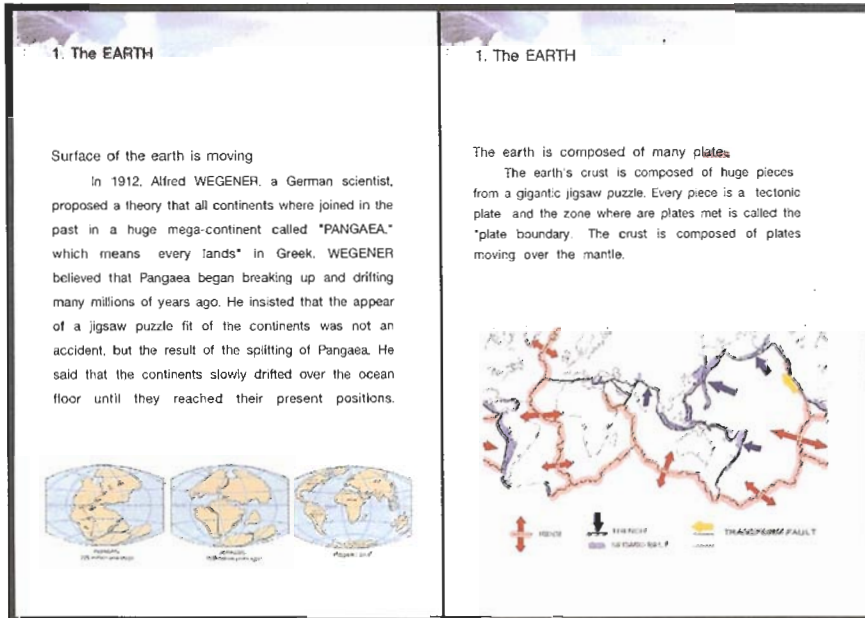 1. The EARTH
Surface of the earth is moving
In 1912, Alfred WEGENER, a German scientist,
proposed a theory that all continents where joined in the
past in a huge mega-continent called "PANGAEA."
which means every lands" in Greek. WEGENER
believed that Pangaea began breaking up and drifting
many millions of years ago. He insisted that the appear
of a jigsaw puzzle fit of the continents was not an
accident, but the result of the splitting of Pangaea. He
said that the continents slowly drifted over the ocean
floor until they reached their present positions.
1. The EARTH
The earth is composed of many plates
The earth's crust is composed of huge pieces
from a gigantic jigsaw puzzle. Every piece is a tectonic
plate and the zone where are plates met is called the
"plate boundary. The crust is composed of plates
moving over the mantle.
RIDGE
TRENCH
TRANSFORM FAULT